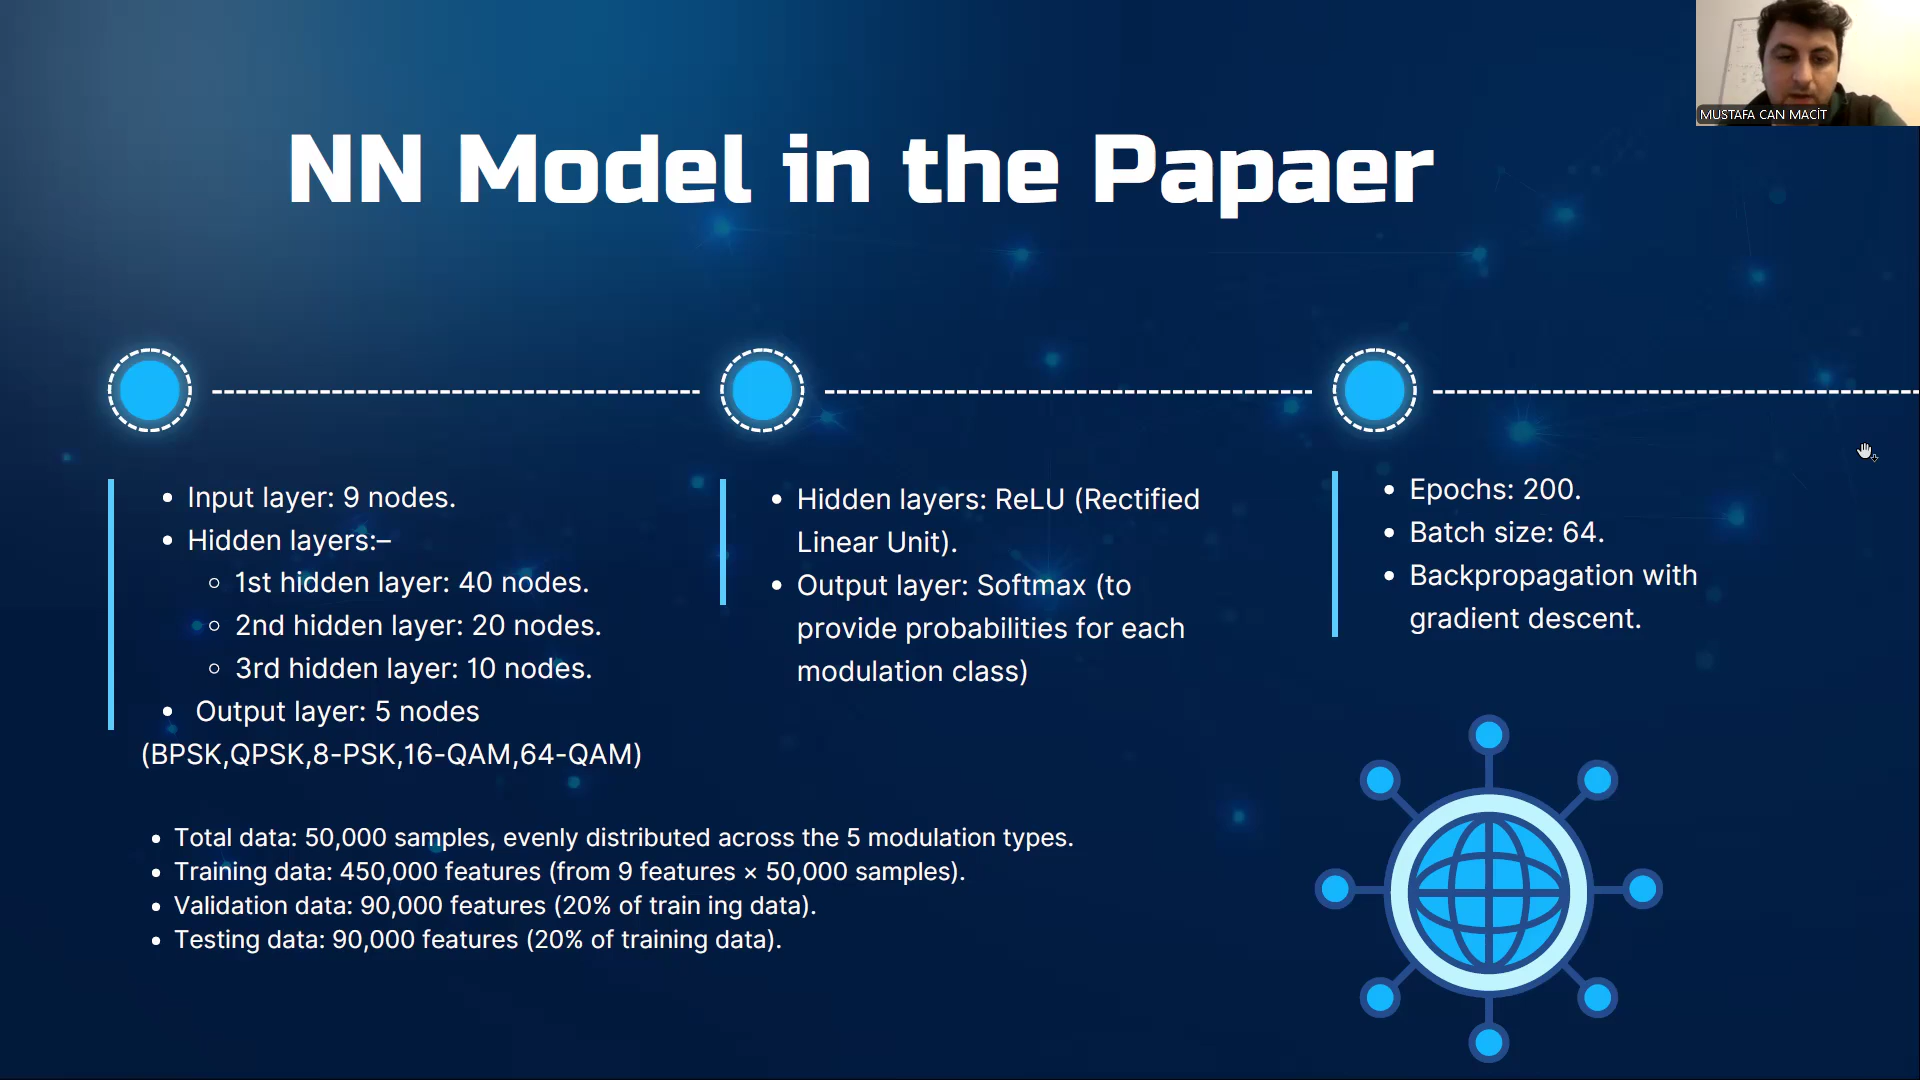 MUSTAFA CAN MACİT
NN Model in the Papaer
Input layer: 9 nodes.
Hidden layers:–
1st hidden layer: 40 nodes.
2nd hidden layer: 20 nodes.
3rd hidden layer: 10 nodes.
Output layer: 5 nodes
(BPSK,QPSK,8-PSK,16-QAM,64-QAM)
Hidden layers: ReLU (Rectified
Linear Unit).
Output layer: Softmax (to
provide probabilities for each
modulation class)
Epochs: 200.
Batch size: 64.
Backpropagation with
gradient descent.
Total data: 50,000 samples, evenly distributed across the 5 modulation types.
Training data: 450,000 features (from 9 features × 50,000 samples).
Validation data: 90,000 features (20% of train ing data).
Testing data: 90,000 features (20% of training data).